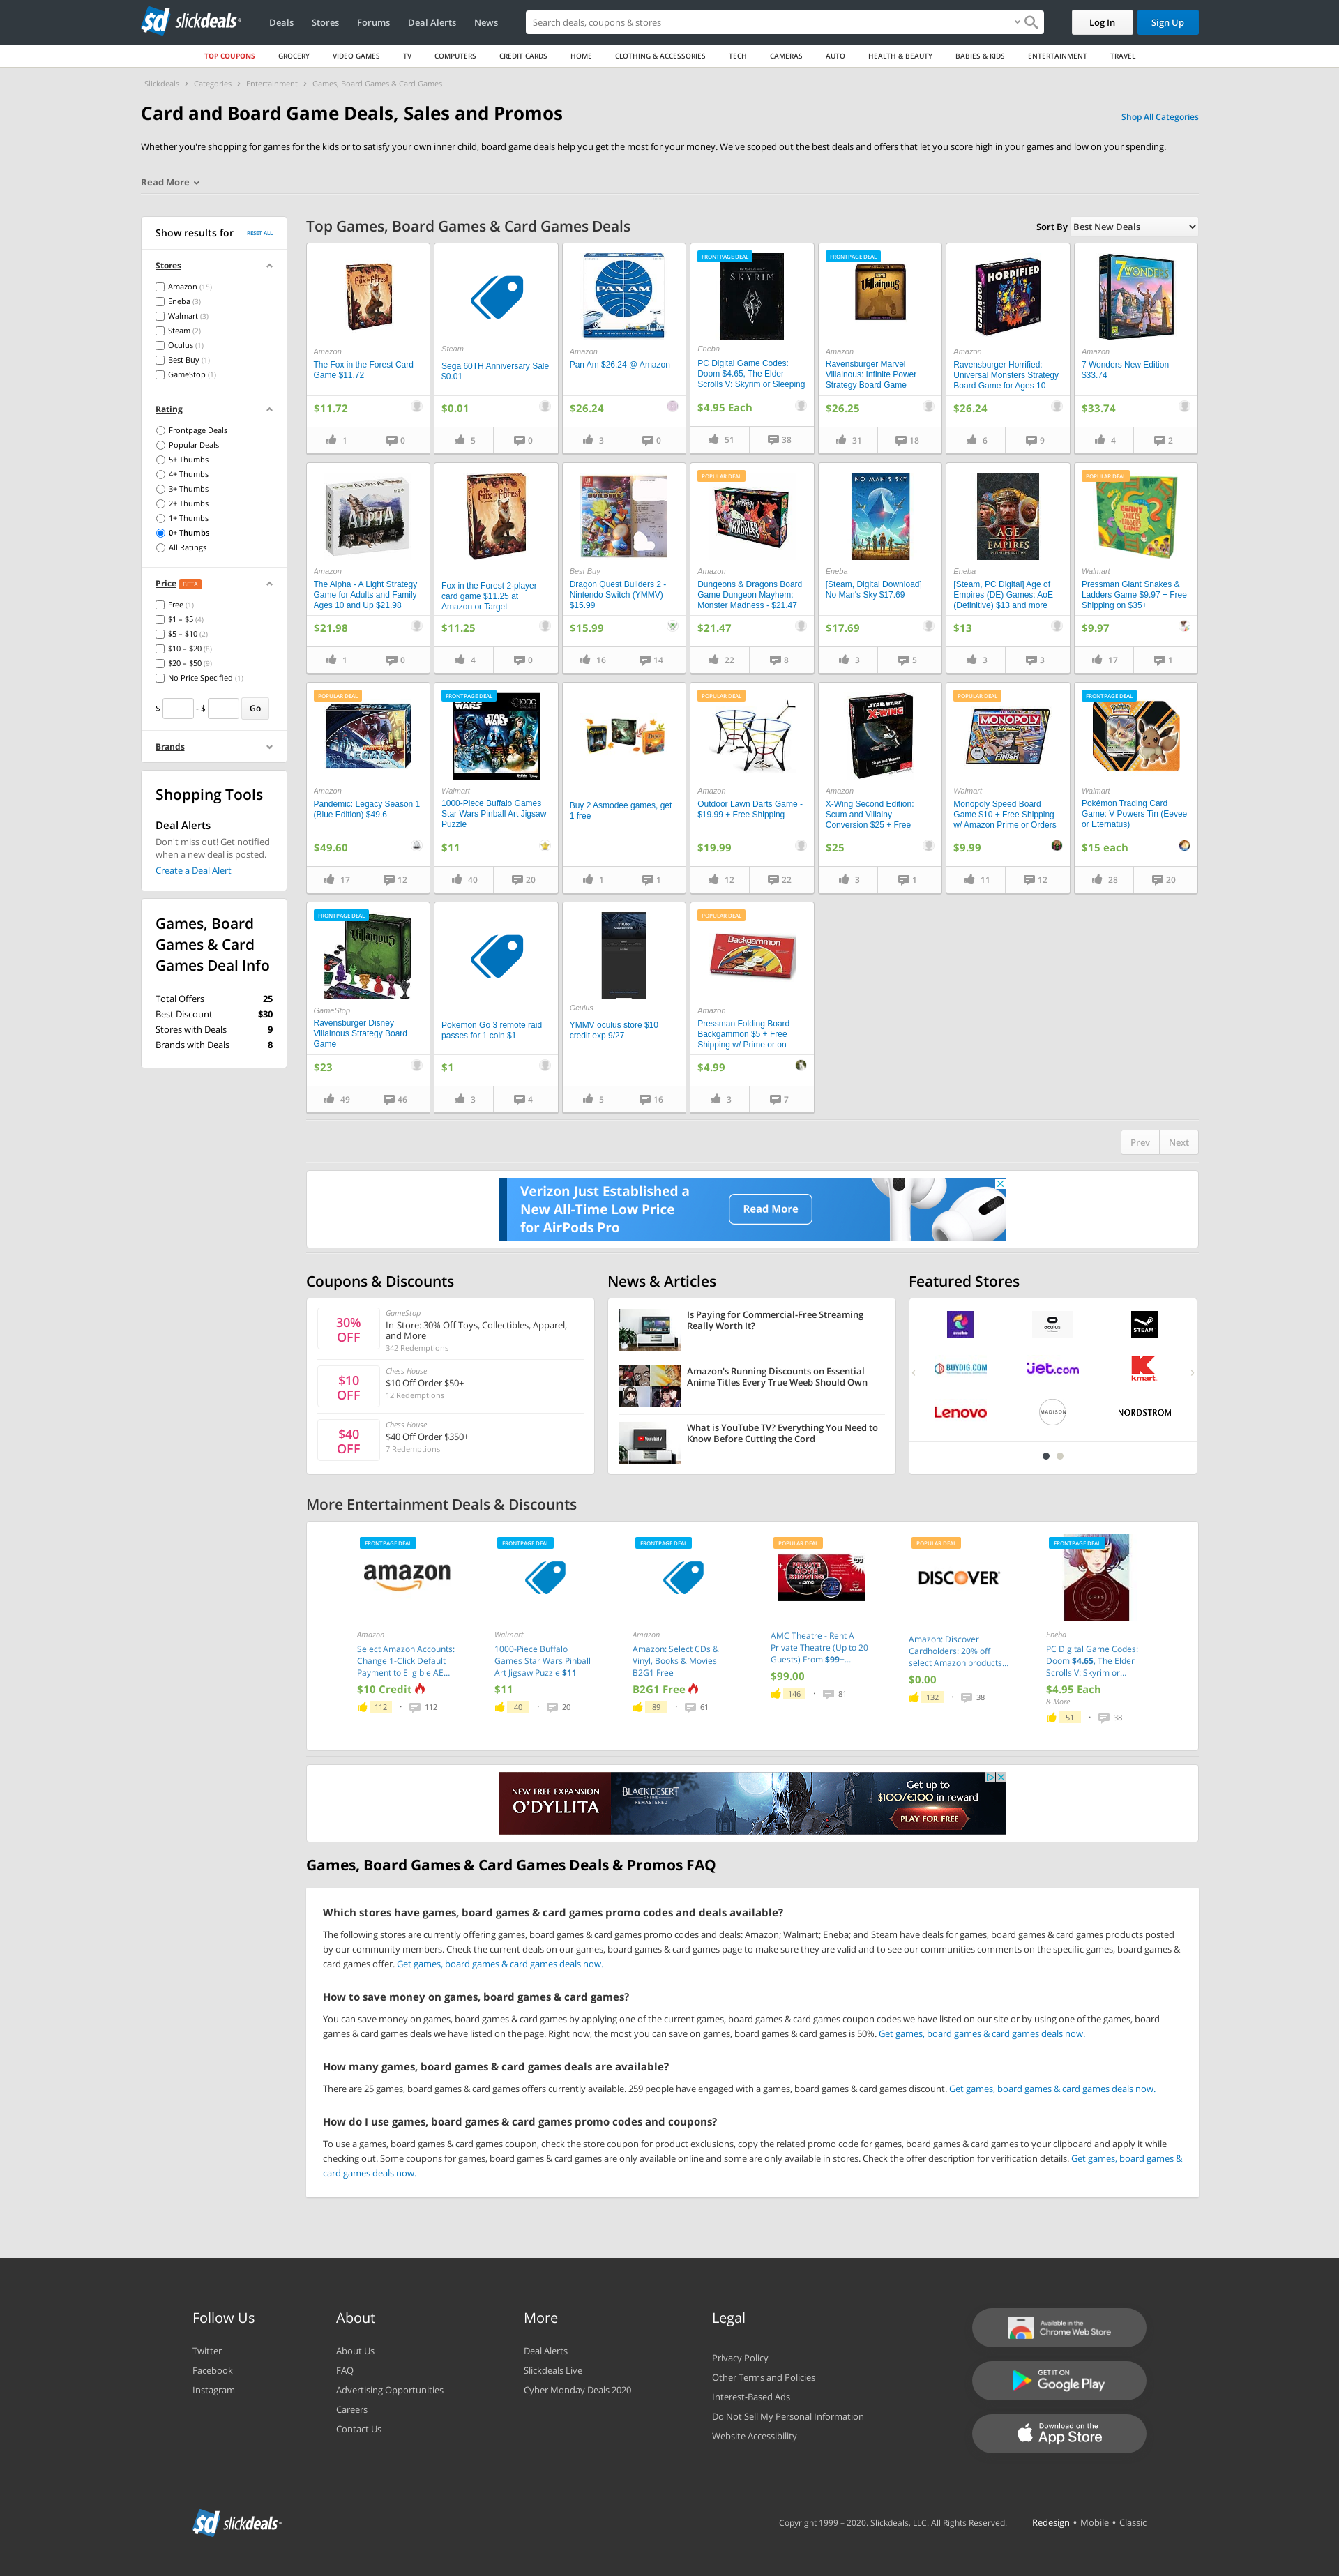 slickdeals
Deals
Stores
Forums
Deal Alerts
News
Search deals, coupons & stores
Log In
Sign Up
TOP COUPONS
GROCERY
VIDEO GAMES
TV
COMPUTERS
CREDIT CARDS
HOME
CLOTHING & ACCESSORIES
TECH
CAMERAS
AUTO
HEALTH & BEAUTY
BABIES & KIDS
ENTERTAINMENT
TRAVEL
Slickdeals › Categories › Entertainment › Games, Board Games & Card Games
Card and Board Game Deals, Sales and Promos
Shop All Categories
Whether you're shopping for games for the kids or to satisfy your own inner child, board game deals help you get the most for your money. We've scoped out the best deals and offers that let you score high in your games and low on your spending.
Read More
Show results for
RESET ALL
Stores
Amazon (15)
Eneba (3)
Walmart (3)
Steam (2)
Oculus (1)
Best Buy (1)
GameStop (1)
Rating
Frontpage Deals
Popular Deals
5+ Thumbs
4+ Thumbs
3+ Thumbs
2+ Thumbs
1+ Thumbs
0+ Thumbs
All Ratings
Price BETA
Free (1)
$1 – $5 (4)
$5 – $10 (2)
$10 – $20 (8)
$20 – $50 (9)
No Price Specified (1)
$ - $ Go
Brands
Shopping Tools
Deal Alerts
Don't miss out! Get notified
when a new deal is posted.
Create a Deal Alert
Games, Board
Games & Card
Games Deal Info
Total Offers 25
Best Discount $30
Stores with Deals 9
Brands with Deals 8
Top Games, Board Games & Card Games Deals
Sort By Best New Deals
Amazon
The Fox in the Forest Card
Game $11.72
$11.72
1 0
Steam
Sega 60TH Anniversary Sale
$0.01
$0.01
5 0
PAN AM
Amazon
Pan Am $26.24 @ Amazon
$26.24
3 0
FRONTPAGE DEAL
SKYRIM
Eneba
PC Digital Game Codes:
Doom $4.65, The Elder
Scrolls V: Skyrim or Sleeping
$4.95 Each
51 38
FRONTPAGE DEAL
Villainous
Amazon
Ravensburger Marvel
Villainous: Infinite Power
Strategy Board Game
$26.25
31 18
HORRIFIED
HORRIFIED
Amazon
Ravensburger Horrified:
Universal Monsters Strategy
Board Game for Ages 10
$26.24
6 9
7 WONDERS
Amazon
7 Wonders New Edition
$33.74
$33.74
4 2
ALPHA
Amazon
The Alpha - A Light Strategy
Game for Adults and Family
Ages 10 and Up $21.98
$21.98
1 0
Fox in the Forest 2-player
card game $11.25 at
Amazon or Target
$11.25
4 0
BUILDERS
Best Buy
Dragon Quest Builders 2 -
Nintendo Switch (YMMV)
$15.99
$15.99
16 14
MONSTER MADNESS
Amazon
Dungeons & Dragons Board
Game Dungeon Mayhem:
Monster Madness - $21.47
$21.47
22 8
NO MAN'S SKY
Eneba
[Steam, Digital Download]
No Man's Sky $17.69
$17.69
3 5
AGE
EMPIRES
Eneba
[Steam, PC Digital] Age of
Empires (DE) Games: AoE
(Definitive) $13 and more
$13
3 3
POPULAR DEAL
GIANT SNAKES & LADDERS GAME
Walmart
Pressman Giant Snakes &
Ladders Game $9.97 + Free
Shipping on $35+
$9.97
17 1
POPULAR DEAL
LEGACY
Amazon
Pandemic: Legacy Season 1
(Blue Edition) $49.6
$49.60
17 12
FRONTPAGE DEAL
STAR WARS
1000
Walmart
1000-Piece Buffalo Games
Star Wars Pinball Art Jigsaw
Puzzle
$11
40 20
Buy 2 Asmodee games, get
1 free
1 1
POPULAR DEAL
Amazon
Outdoor Lawn Darts Game -
$19.99 + Free Shipping
$19.99
12 22
X-WING
Amazon
X-Wing Second Edition:
Scum and Villainy
Conversion $25 + Free
$25
3 1
POPULAR DEAL
MONOPOLY
SPEED
FINISH
Walmart
Monopoly Speed Board
Game $10 + Free Shipping
w/ Amazon Prime or Orders
$9.99
11 12
FRONTPAGE DEAL
Walmart
Pokémon Trading Card
Game: V Powers Tin (Eevee
or Eternatus)
$15 each
28 20
FRONTPAGE DEAL
Villainous
GameStop
Ravensburger Disney
Villainous Strategy Board
Game
$23
49 46
Pokemon Go 3 remote raid
passes for 1 coin $1
$1
3 4
Oculus
YMMV oculus store $10
credit exp 9/27
5 16
POPULAR DEAL
Backgammon
Amazon
Pressman Folding Board
Backgammon $5 + Free
Shipping w/ Prime or on
$4.99
3 7
Prev
Next
Verizon Just Established a
New All-Time Low Price
for AirPods Pro
Read More
Coupons & Discounts
30%
OFF
GameStop
In-Store: 30% Off Toys, Collectibles, Apparel,
and More
342 Redemptions
$10
OFF
Chess House
$10 Off Order $50+
12 Redemptions
$40
OFF
Chess House
$40 Off Order $350+
7 Redemptions
News & Articles
Is Paying for Commercial-Free Streaming
Really Worth It?
Amazon's Running Discounts on Essential
Anime Titles Every True Weeb Should Own
YouTube TV
What is YouTube TV? Everything You Need to
Know Before Cutting the Cord
Featured Stores
eneba
oculus
STEAM
BUYDIG.COM
jet.com
kmart
Lenovo
MADISON
NORDSTROM
More Entertainment Deals & Discounts
FRONTPAGE DEAL
amazon
Amazon
Select Amazon Accounts:
Change 1-Click Default
Payment to Eligible AE...
$10 Credit
112 · 112
FRONTPAGE DEAL
Walmart
1000-Piece Buffalo
Games Star Wars Pinball
Art Jigsaw Puzzle $11
$11
40 · 20
FRONTPAGE DEAL
Amazon
Amazon: Select CDs &
Vinyl, Books & Movies
B2G1 Free
B2G1 Free
89 · 61
POPULAR DEAL
PRIVATE
MOVIE
SHOWING
$99
AMC Theatre - Rent A
Private Theatre (Up to 20
Guests) From $99+...
$99.00
146 · 81
POPULAR DEAL
DISCOVER
Amazon: Discover
Cardholders: 20% off
select Amazon products...
$0.00
132 · 38
FRONTPAGE DEAL
GRIS
Eneba
PC Digital Game Codes:
Doom $4.65, The Elder
Scrolls V: Skyrim or...
$4.95 Each
& More
51 · 38
NEW FREE EXPANSION
O'DYLLITA
BLACK DESERT
REMASTERED
Get up to
$100/€100 in reward
PLAY FOR FREE
Games, Board Games & Card Games Deals & Promos FAQ
Which stores have games, board games & card games promo codes and deals available?
The following stores are currently offering games, board games & card games promo codes and deals: Amazon; Walmart; Eneba; and Steam have deals for games, board games & card games products posted
by our community members. Check the current deals on our games, board games & card games page to make sure they are valid and to see our communities comments on the specific games, board games &
card games offer. Get games, board games & card games deals now.
How to save money on games, board games & card games?
You can save money on games, board games & card games by applying one of the current games, board games & card games coupon codes we have listed on our site or by using one of the games, board
games & card games deals we have listed on the page. Right now, the most you can save on games, board games & card games is 50%. Get games, board games & card games deals now.
How many games, board games & card games deals are available?
There are 25 games, board games & card games offers currently available. 259 people have engaged with a games, board games & card games discount. Get games, board games & card games deals now.
How do I use games, board games & card games promo codes and coupons?
To use a games, board games & card games coupon, check the store coupon for product exclusions, copy the related promo code for games, board games & card games to your clipboard and apply it while
checking out. Some coupons for games, board games & card games are only available online and some are only available in stores. Check the offer description for verification details. Get games, board games &
card games deals now.
Follow Us
Twitter
Facebook
Instagram
About
About Us
FAQ
Advertising Opportunities
Careers
Contact Us
More
Deal Alerts
Slickdeals Live
Cyber Monday Deals 2020
Legal
Privacy Policy
Other Terms and Policies
Interest-Based Ads
Do Not Sell My Personal Information
Website Accessibility
Available in the
Chrome Web Store
GET IT ON
Google Play
Download on the
App Store
slickdeals
Copyright 1999 – 2020. Slickdeals, LLC. All Rights Reserved.
Redesign • Mobile • Classic